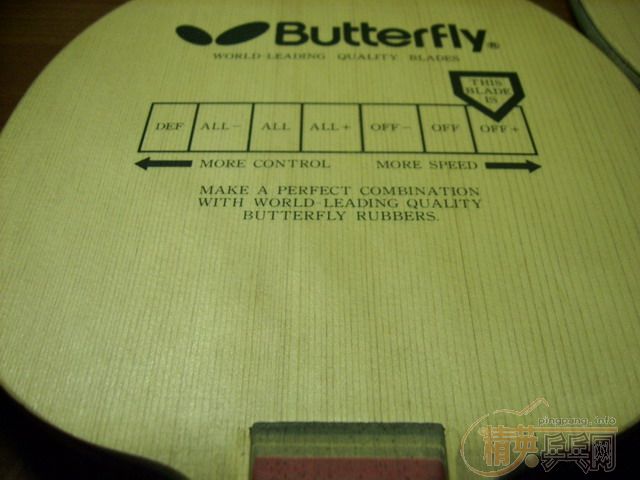 Butterfly®
WORLD-LEADING QUALITY BLADES
THIS
BLADE
IS
DEF ALL- ALL ALL+ OFF- OFF OFF+
MORE CONTROL MORE SPEED
MAKE A PERFECT COMBINATION
WITH WORLD-LEADING QUALITY
BUTTERFLY RUBBERS.
pingpang.info
精英乒乓网